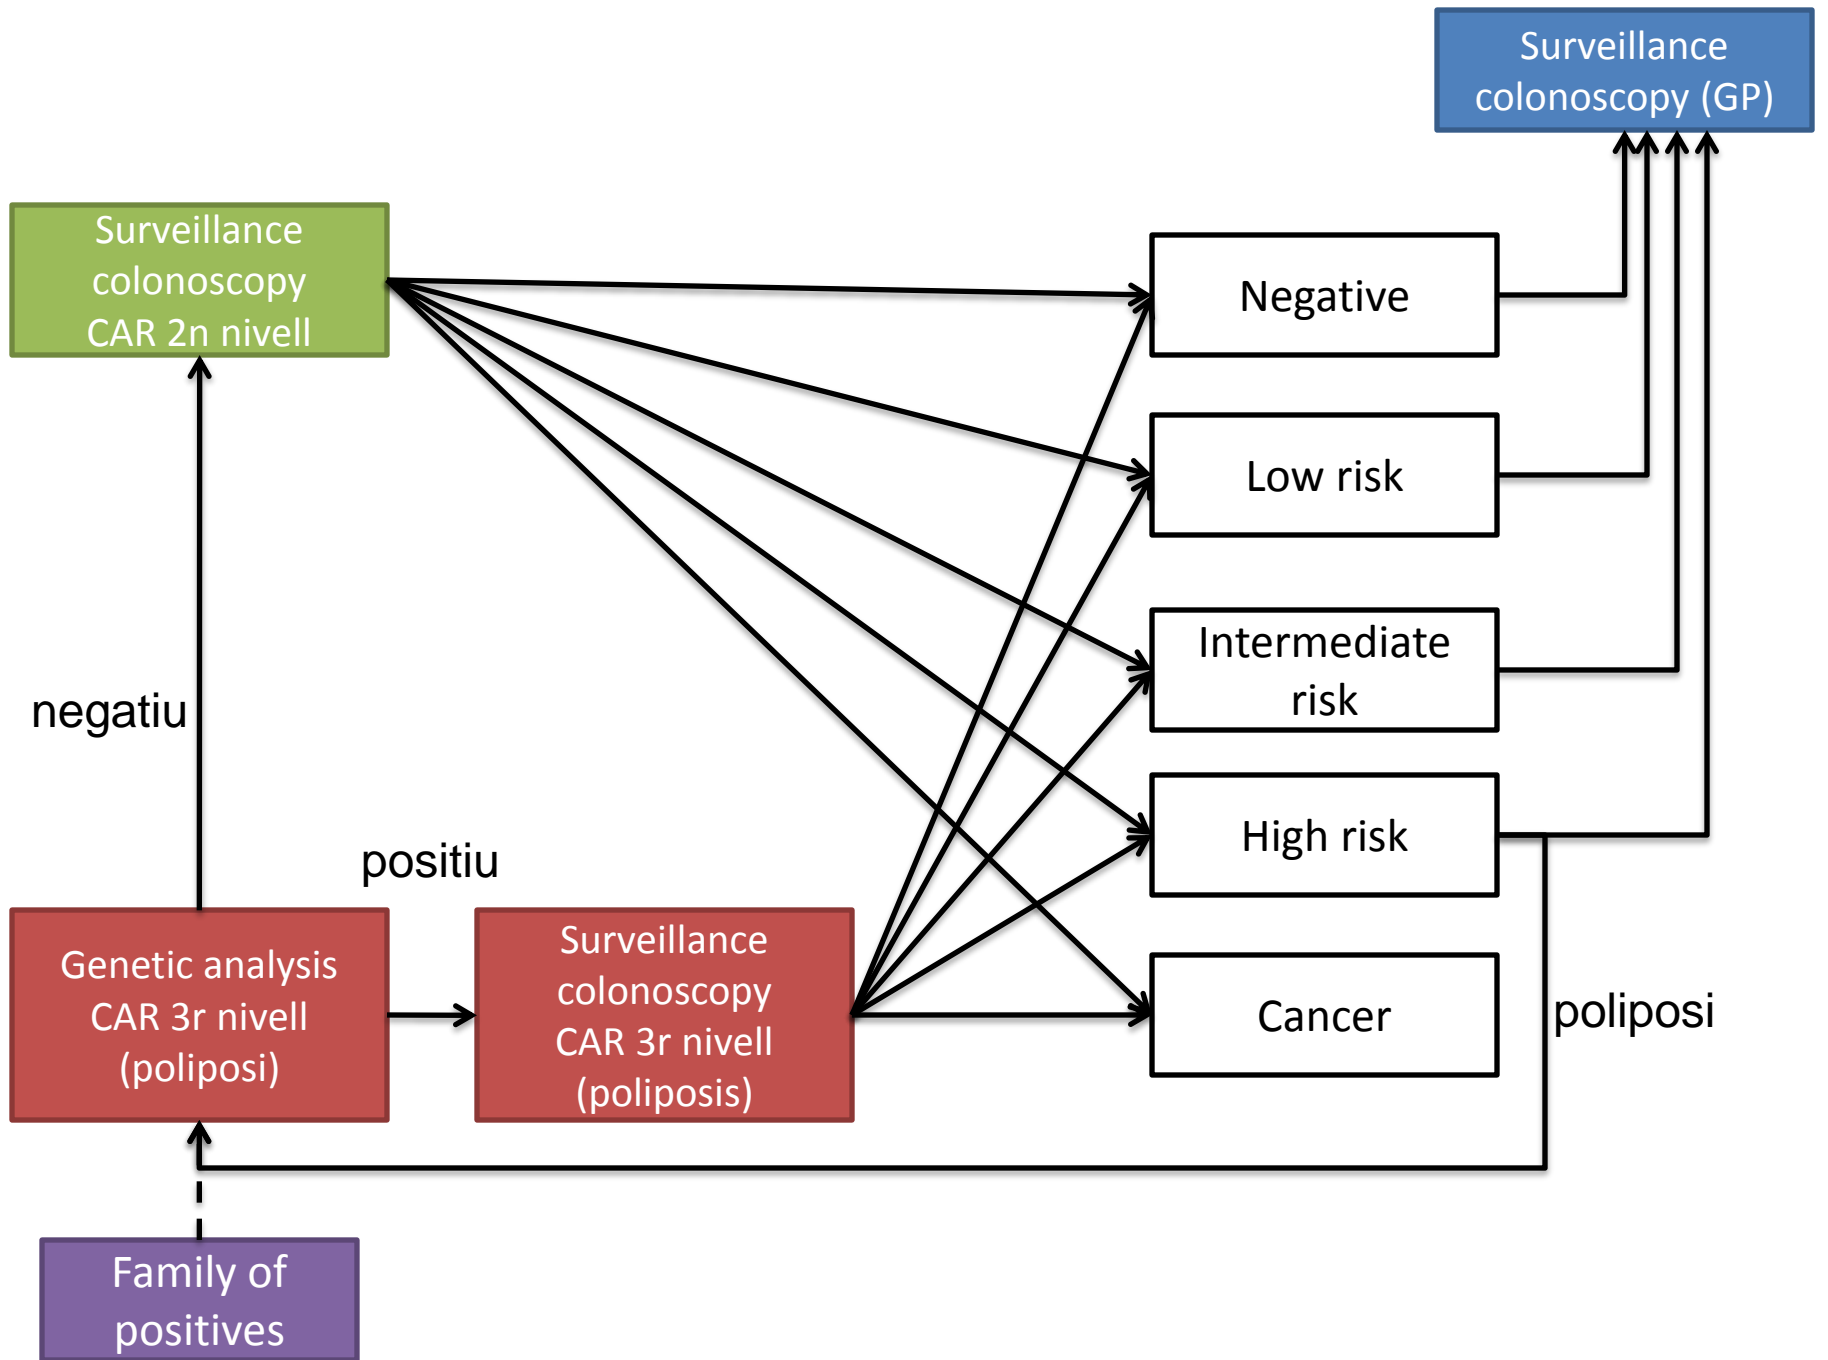 Surveillance
colonoscopy (GP)
Surveillance
colonoscopy
CAR 2n nivell
Negative
Low risk
Intermediate
risk
negatiu
High risk
positiu
Genetic analysis
CAR 3r nivell
(poliposi)
Surveillance
colonoscopy
CAR 3r nivell
(poliposis)
Cancer
poliposi
Family of
positives